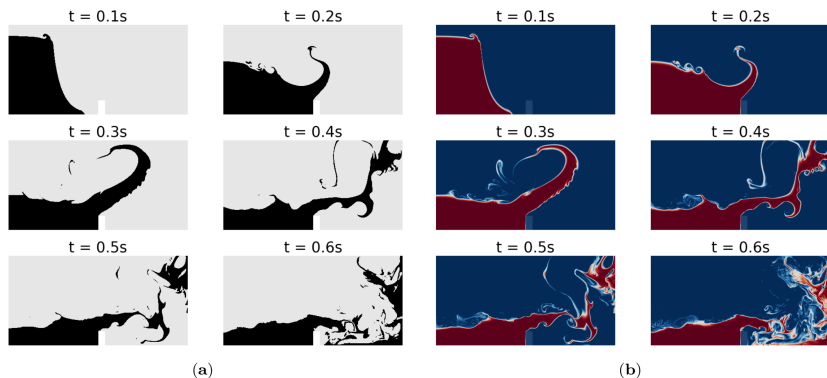 t = 0.1s
t = 0.2s
t = 0.3s
t = 0.4s
t = 0.5s
t = 0.6s
(a)
t = 0.1s
t = 0.2s
t = 0.3s
t = 0.4s
t = 0.5s
t = 0.6s
(b)